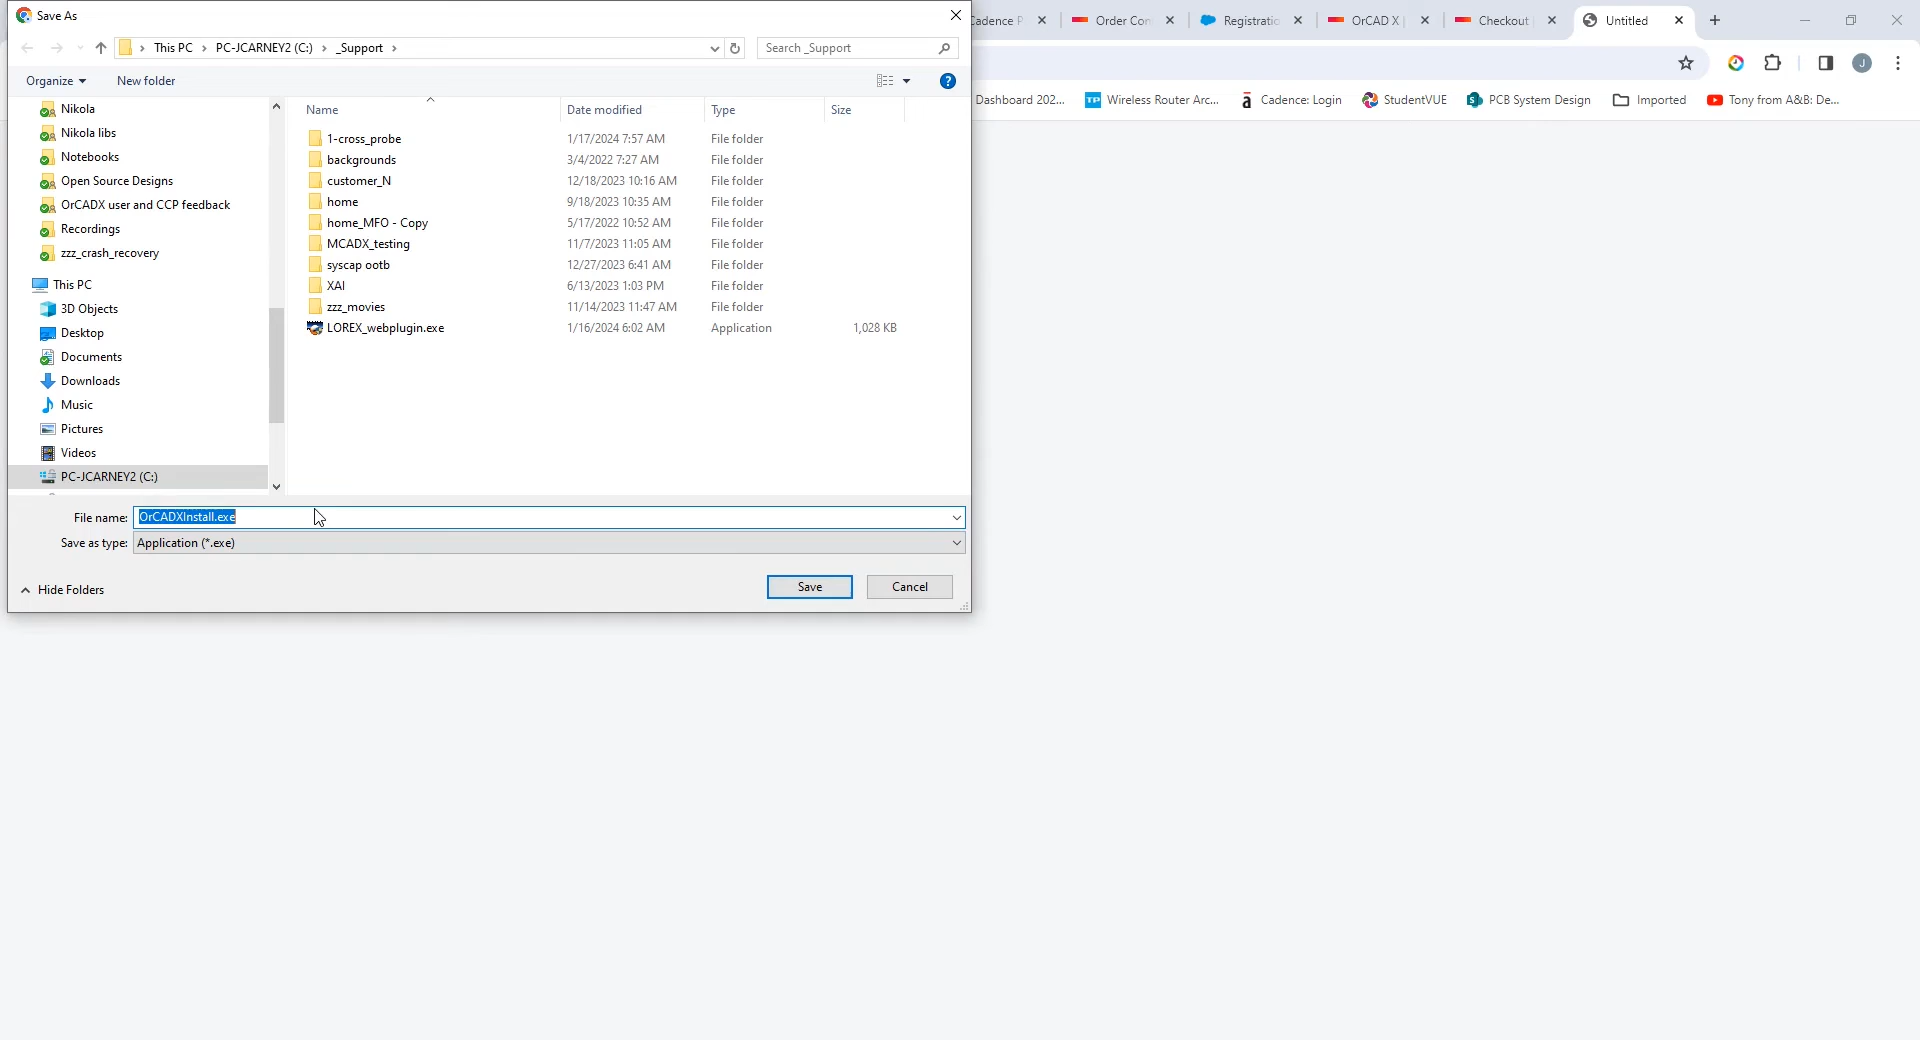 Save As
Cadence P
Order Con
Registratio
OrCAD X
Checkout
Untitled
This PC
PC-JCARNEY2 (C:)
_Support
Search _Support
J
Organize
New folder
?
Dashboard 202...
TP
Wireless Router Arc...
ā
Cadence: Login
StudentVUE
S
PCB System Design
Imported
Tony from A&B: De...
Name
Date modified
Type
Size
Nikola
Nikola libs
Notebooks
Open Source Designs
OrCADX user and CCP feedback
Recordings
zzz_crash_recovery
This PC
3D Objects
Desktop
Documents
Downloads
Music
Pictures
Videos
PC-JCARNEY2 (C:)
1-cross_probe 1/17/2024 7:57 AM File folder
backgrounds 3/4/2022 7:27 AM File folder
customer_N 12/18/2023 10:16 AM File folder
home 9/18/2023 10:35 AM File folder
home_MFO - Copy 5/17/2022 10:52 AM File folder
MCADX_testing 11/7/2023 11:05 AM File folder
syscap ootb 12/27/2023 6:41 AM File folder
XAI 6/13/2023 1:03 PM File folder
zzz_movies 11/14/2023 11:47 AM File folder
LOREX_webplugin.exe 1/16/2024 6:02 AM Application 1,028 KB
File name: OrCADXInstall.exe
Save as type: Application (*.exe)
Hide Folders
Save
Cancel